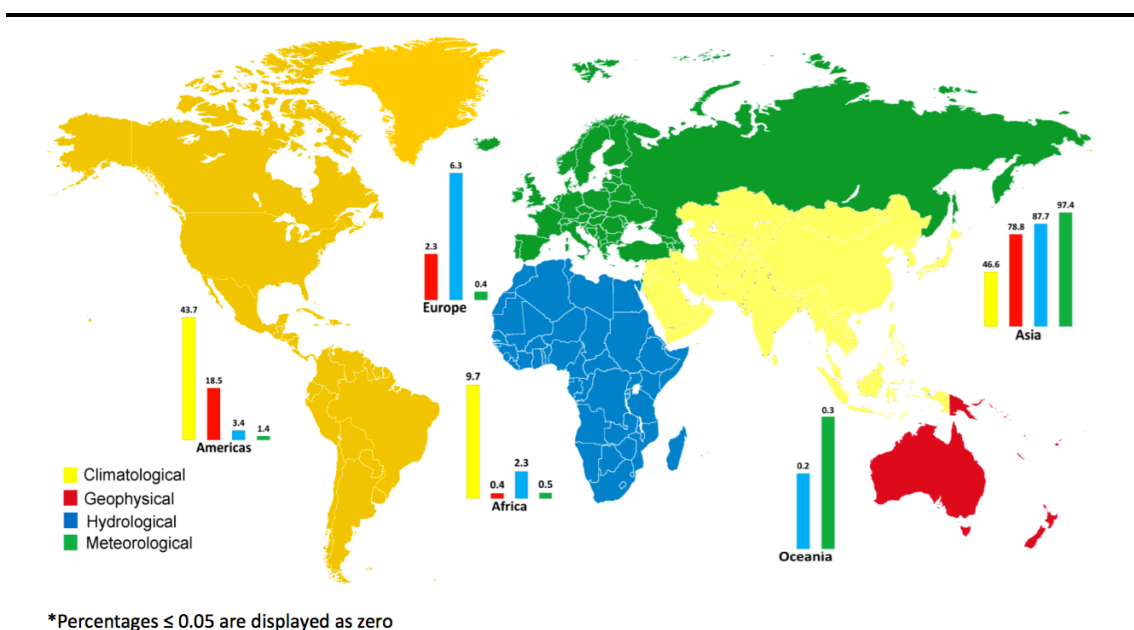 6.3
2.3
0.4
Europe
97.4
87.7
78.8
46.6
Asia
43.7
18.5
3.4
1.4
Americas
9.7
0.4
2.3
0.5
Africa
0.3
0.2
Oceania
Climatological
Geophysical
Hydrological
Meteorological
*Percentages ≤ 0.05 are displayed as zero